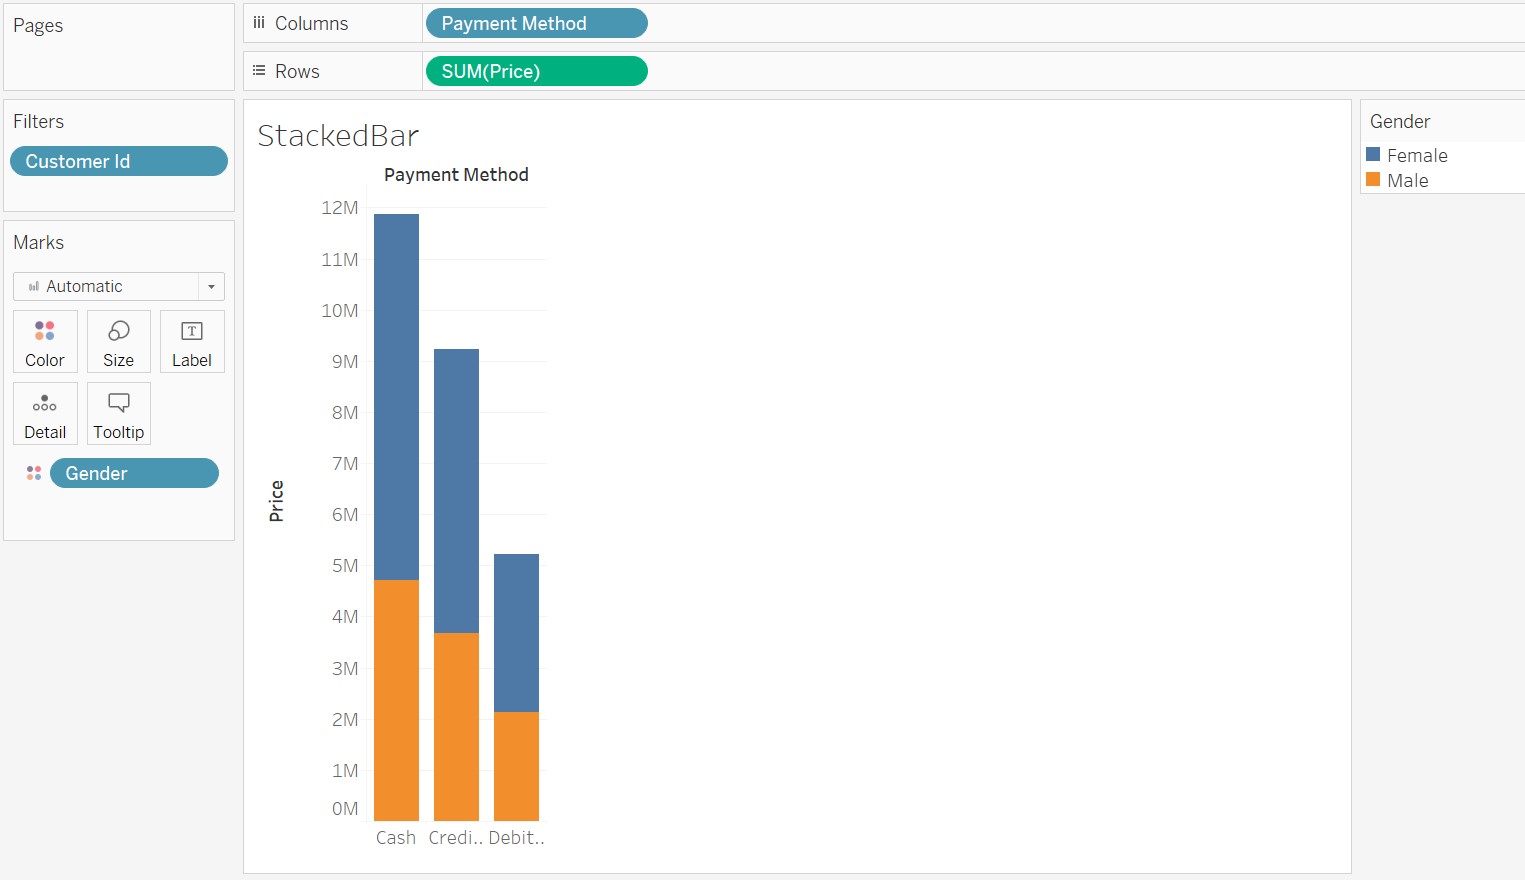 Pages
Columns
Payment Method
Rows
SUM(Price)
Filters
Customer Id
Marks
Automatic
Color
Size
T
Label
Detail
Tooltip
Gender
StackedBar
Payment Method
12M
11M
10M
9M
8M
7M
6M
5M
4M
3M
2M
1M
0M
Price
Cash Credi.. Debit..
Gender
Female
Male